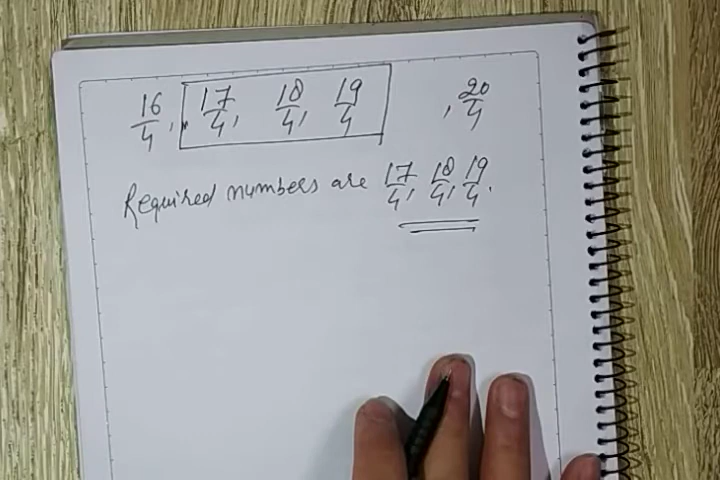 16/4, 17/4, 18/4, 19/4 , 20/4
Required numbers are 17/4, 18/4, 19/4.